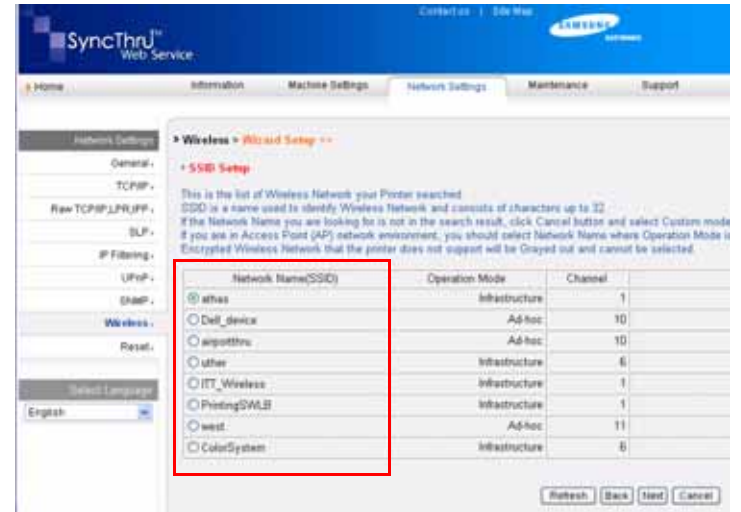 SyncThru™
Web Service
Contact us | Site Map
SAMSUNG
Home
Information Machine Settings Network Settings Maintenance Support
Network Settings
General
TCP/IP
Raw TCP/IP,LPR,IPP
SLP
IP Filtering
UPnP
SNMP
Wireless
Reset
Select Language
English
Wireless > Wizard Setup >>
SSID Setup
This is the list of Wireless Network your Printer searched.
SSID is a name used to identify Wireless Network and consists of characters up to 32.
If the Network Name you are looking for is not in the search result, click Cancel button and select Custom mode
If you are in Access Point (AP) network environment, you should select Network Name where Operation Mode is
Encrypted Wireless Network that the printer does not support will be Grayed out and cannot be selected.
Network Name(SSID) Operation Mode Channel
athas Infrastructure 1
Dell_device Ad-hoc 10
airportthru Ad-hoc 10
uther Infrastructure 6
ITT_Wireless Infrastructure 1
PrintingSWLB Infrastructure 1
west Ad-hoc 11
ColorSystem Infrastructure 6
Refresh Back Next Cancel